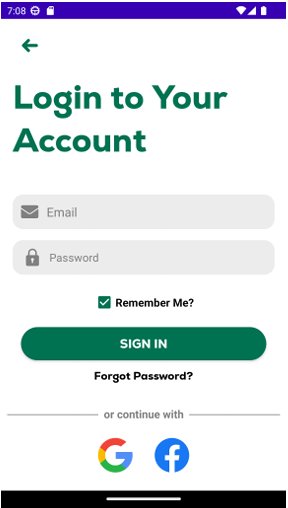 7:08
Login to Your
Account
Email
Password
Remember Me?
SIGN IN
Forgot Password?
or continue with